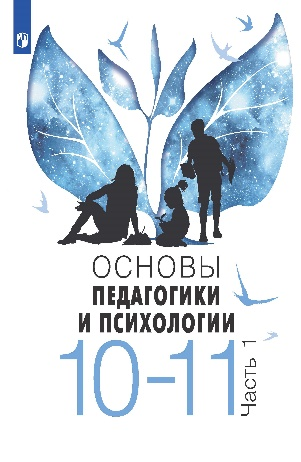 ОСНОВЫ
ПЕДАГОГИКИ
И ПСИХОЛОГИИ
10–11
Часть 1